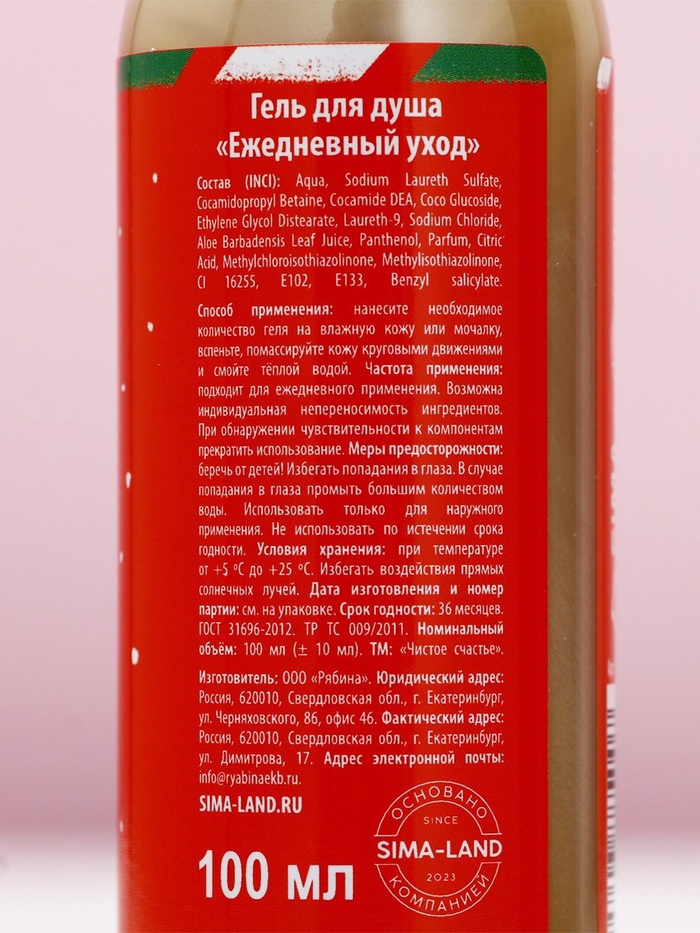 Гель для душа
«Ежедневный уход»
Состав (INCI): Aqua, Sodium Laureth Sulfate,
Cocamidopropyl Betaine, Cocamide DEA, Coco Glucoside,
Ethylene Glycol Distearate, Laureth-9, Sodium Chloride,
Aloe Barbadensis Leaf Juice, Panthenol, Parfum, Citric
Acid, Methylchloroisothiazolinone, Methylisothiazolinone,
CI 16255, E102, E133, Benzyl salicylate.
Способ применения: нанесите необходимое
количество геля на влажную кожу или мочалку,
вспеньте, помассируйте кожу круговыми движениями
и смойте тёплой водой. Частота применения:
подходит для ежедневного применения. Возможна
индивидуальная непереносимость ингредиентов.
При обнаружении чувствительности к компонентам
прекратить использование. Меры предосторожности:
беречь от детей! Избегать попадания в глаза. В случае
попадания в глаза промыть большим количеством
воды. Использовать только для наружного
применения. Не использовать по истечении срока
годности. Условия хранения: при температуре
от +5 ºС до +25 ºС. Избегать воздействия прямых
солнечных лучей. Дата изготовления и номер
партии: см. на упаковке. Срок годности: 36 месяцев.
ГОСТ 31696-2012. ТР ТС 009/2011. Номинальный
объём: 100 мл (± 10 мл). ТМ: «Чистое счастье».
Изготовитель: ООО «Рябина». Юридический адрес:
Россия, 620010, Свердловская обл., г. Екатеринбург,
ул. Черняховского, 86, офис 46. Фактический адрес:
Россия, 620010, Свердловская обл., г. Екатеринбург,
ул. Димитрова, 17. Адрес электронной почты:
info@ryabinaekb.ru.
SIMA-LAND.RU
100 мл
ОСНОВАНО
SINCE
SIMA-LAND
2023
КОМПАНИЕЙ